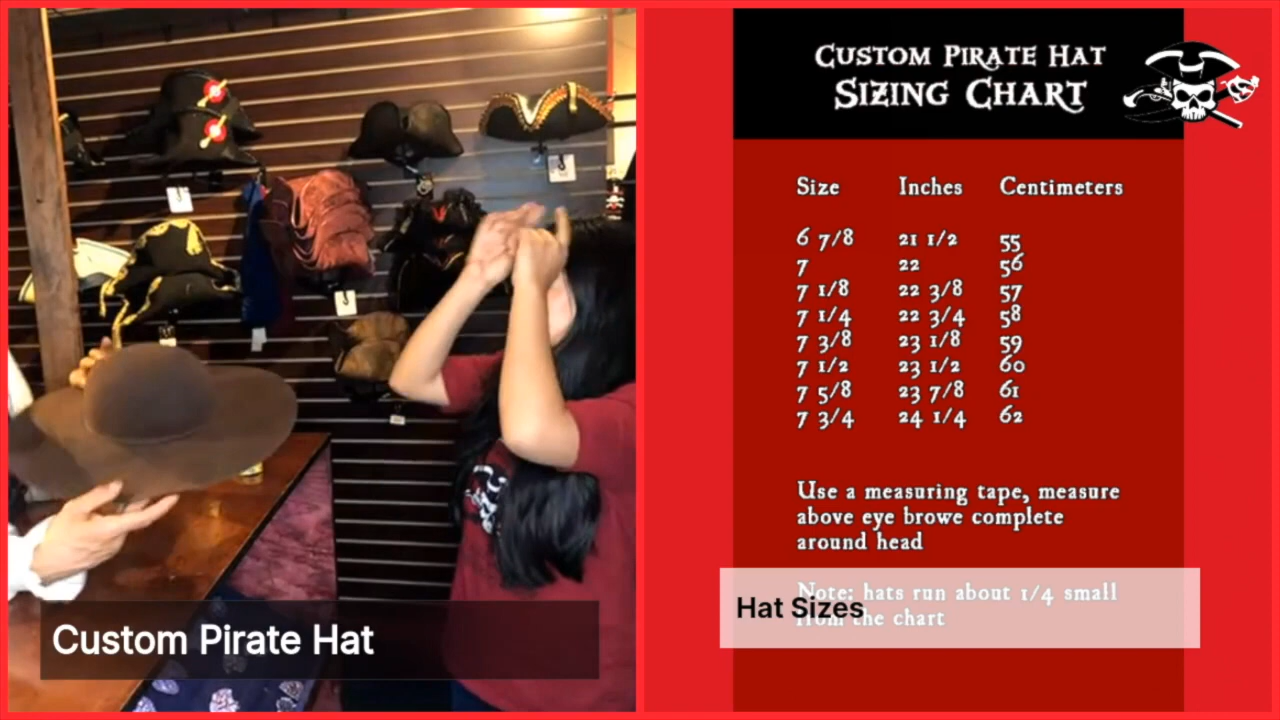 Custom Pirate Hat
Custom Pirate Hat
Sizing Chart
Size Inches Centimeters
6 7/8 21 1/2 55
7 22 56
7 1/8 22 3/8 57
7 1/4 22 3/4 58
7 3/8 23 1/8 59
7 1/2 23 1/2 60
7 5/8 23 7/8 61
7 3/4 24 1/4 62
Use a measuring tape, measure
above eye browe complete
around head
Note: hats run about 1/4 small
from the chart
Hat Sizes